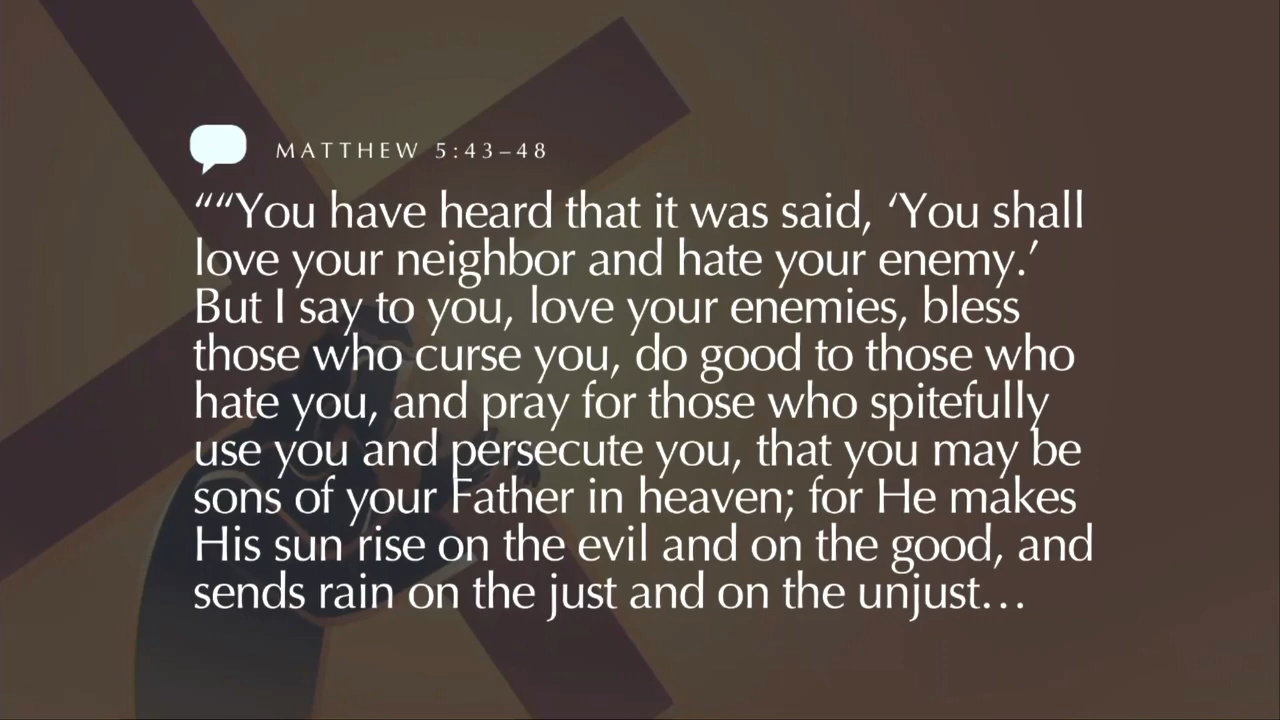 MATTHEW 5:43–48
““You have heard that it was said, ‘You shall
love your neighbor and hate your enemy.’
But I say to you, love your enemies, bless
those who curse you, do good to those who
hate you, and pray for those who spitefully
use you and persecute you, that you may be
sons of your Father in heaven; for He makes
His sun rise on the evil and on the good, and
sends rain on the just and on the unjust…